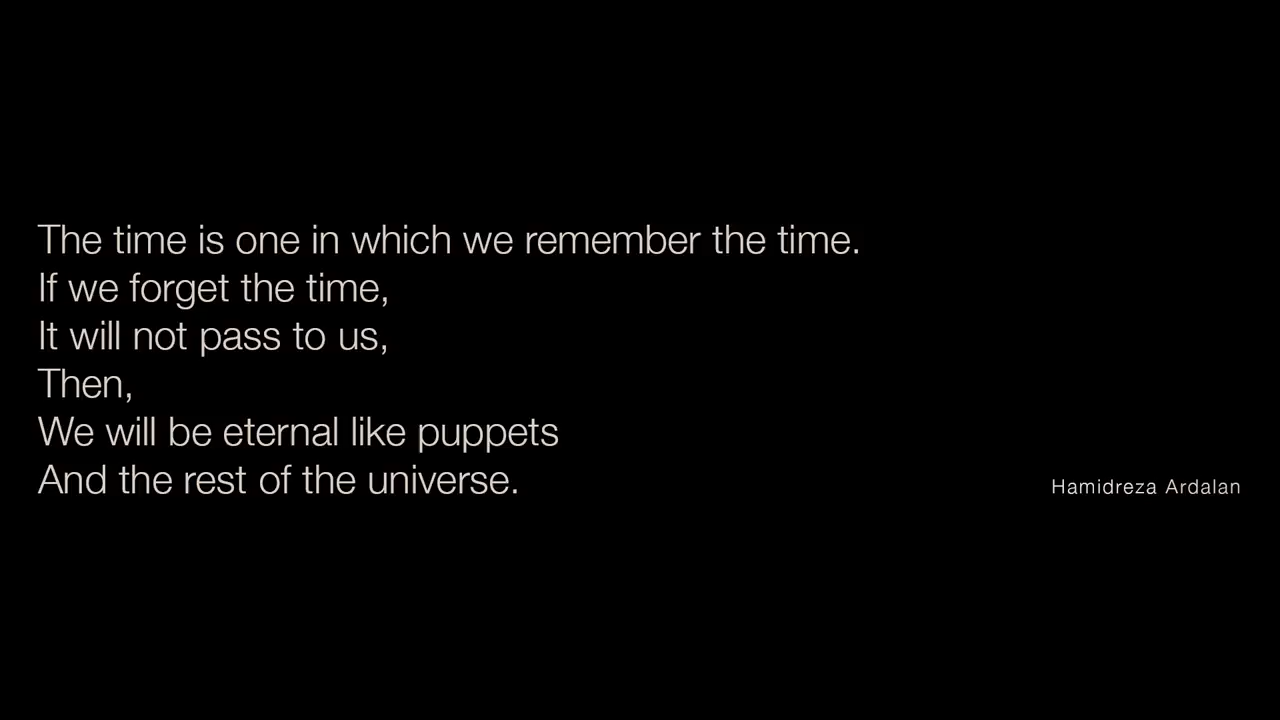 The time is one in which we remember the time.
If we forget the time,
It will not pass to us,
Then,
We will be eternal like puppets
And the rest of the universe.
Hamidreza Ardalan